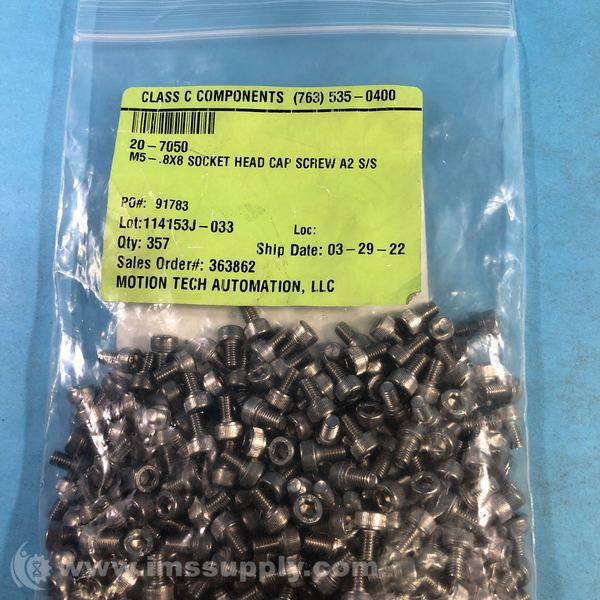 CLASS C COMPONENTS (763) 535-0400
20-7050
M5-.8X8 SOCKET HEAD CAP SCREW A2 S/S
PO#: 91783
Lot:114153J-033 Loc:
Qty: 357 Ship Date: 03-29-22
Sales Order#: 363862
MOTION TECH AUTOMATION, LLC
www.imssupply.com